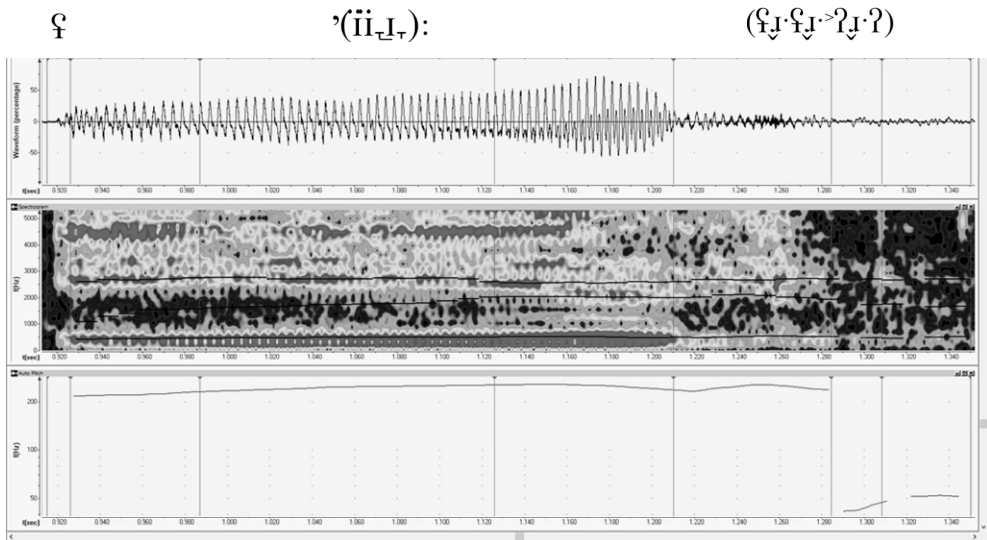 ʢ ʼ(ïi̞ɪ̞)ː (ʢɪ̬·ʢɪ̬·˃ʔɪ̬·ʔ)
Waveform (percentage)
50
0
-50
t[sec] 0.920 0.940 0.960 0.980 1.000 1.020 1.040 1.060 1.080 1.100 1.120 1.140 1.160 1.180 1.200 1.220 1.240 1.260 1.280 1.300 1.320 1.340
Spectrogram
5000
4000
3000
2000
1000
0
f(Hz)
t[sec] 0.920 0.940 0.960 0.980 1.000 1.020 1.040 1.060 1.080 1.100 1.120 1.140 1.160 1.180 1.200 1.220 1.240 1.260 1.280 1.300 1.320 1.340
Auto Pitch
200
100
50
f(Hz)
t[sec] 0.920 0.940 0.960 0.980 1.000 1.020 1.040 1.060 1.080 1.100 1.120 1.140 1.160 1.180 1.200 1.220 1.240 1.260 1.280 1.300 1.320 1.340